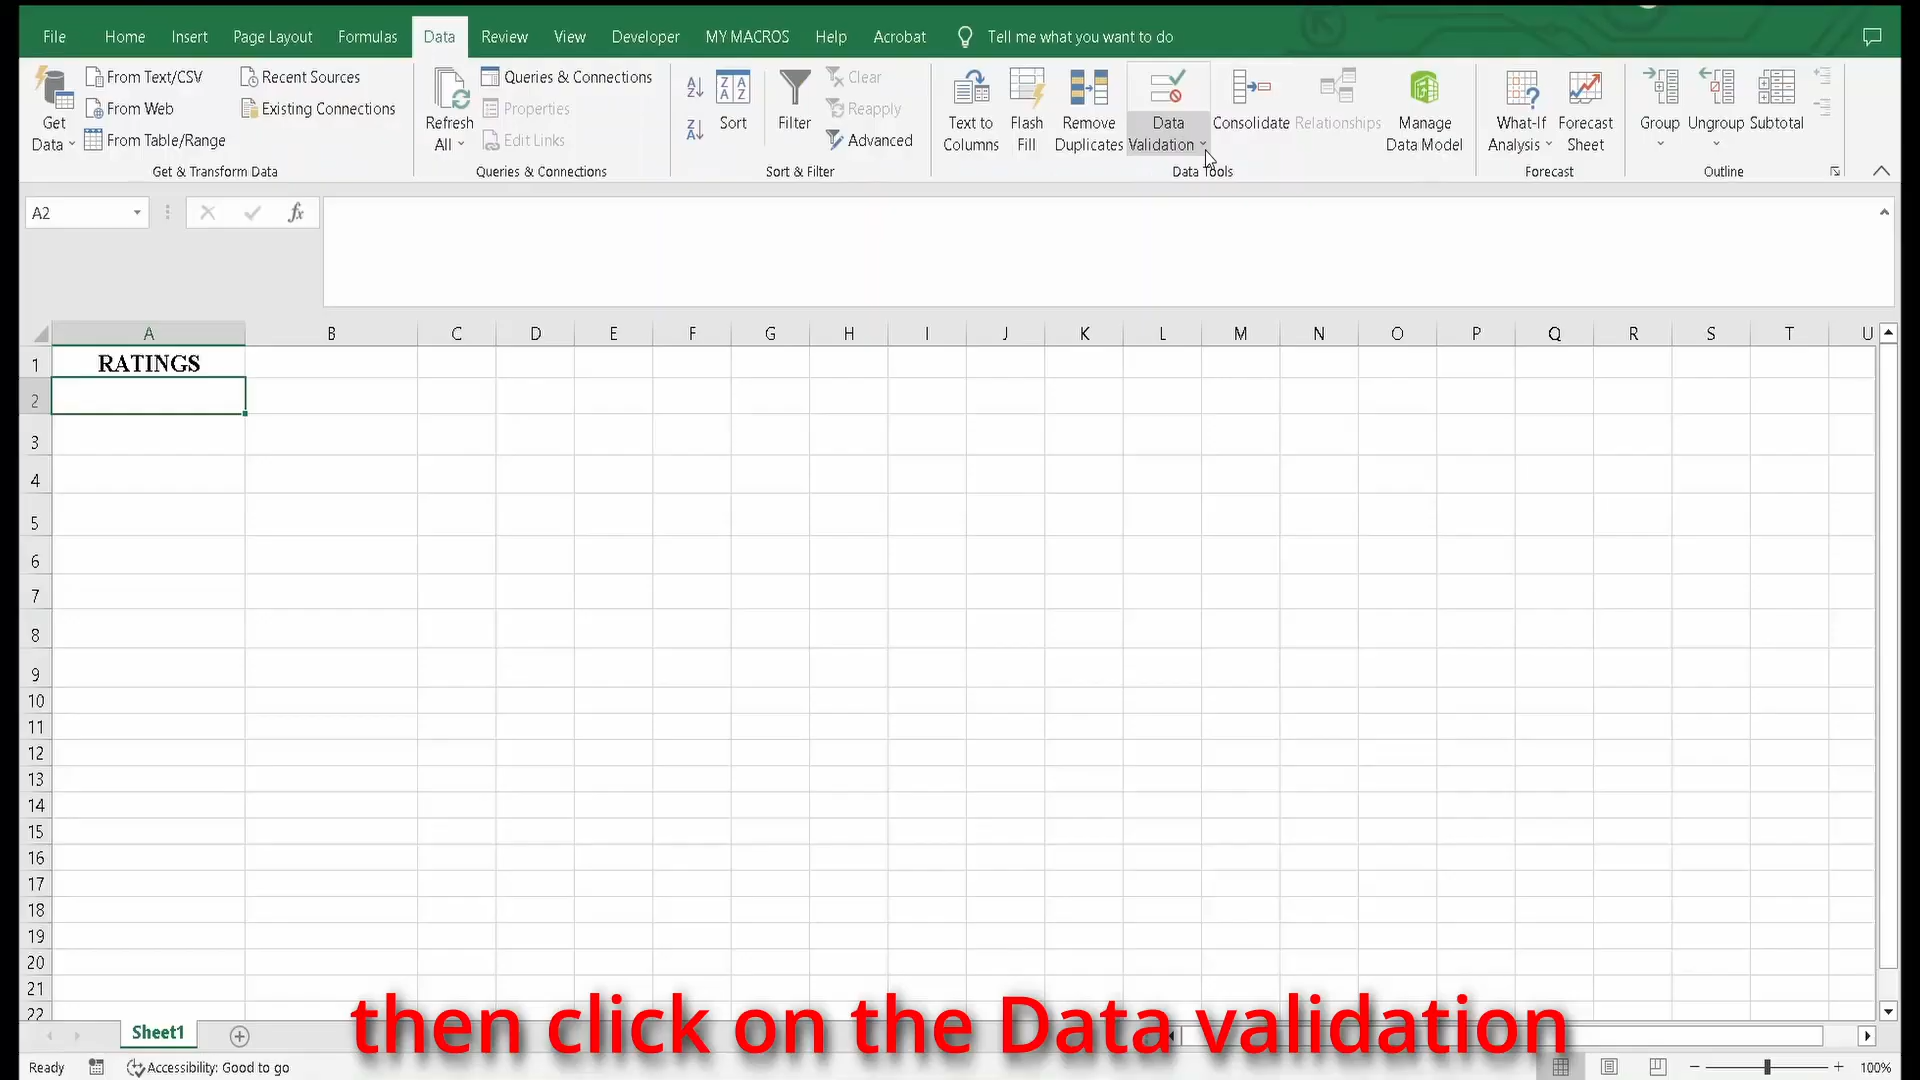 File Home Insert Page Layout Formulas Data Review View Developer MY MACROS Help Acrobat Tell me what you want to do
Get Data
From Text/CSV
From Web
From Table/Range
Recent Sources
Existing Connections
Get & Transform Data
Refresh All
Queries & Connections
Properties
Edit Links
Queries & Connections
Sort
Filter
Clear
Reapply
Advanced
Sort & Filter
Text to Columns
Flash Fill
Remove Duplicates
Data Validation
Consolidate
Relationships
Manage Data Model
Data Tools
What-If Analysis
Forecast Sheet
Forecast
Group
Ungroup
Subtotal
Outline
A2
fx
A B C D E F G H I J K L M N O P Q R S T U
1 RATINGS
2
3
4
5
6
7
8
9
10
11
12
13
14
15
16
17
18
19
20
21
22
then click on the Data validation
Sheet1
Ready Accessibility: Good to go 100%